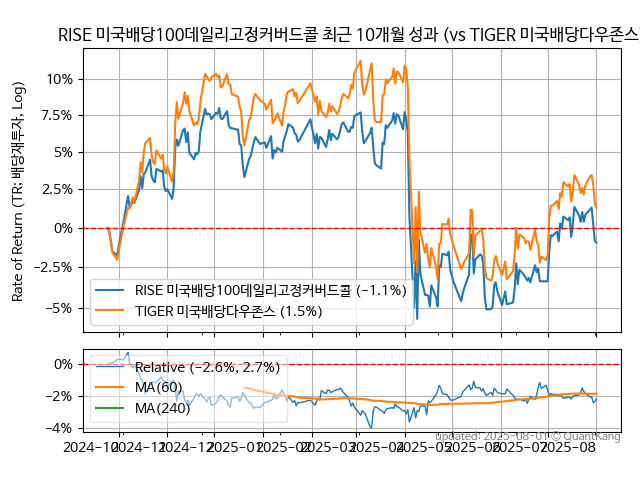 RISE 미국배당100데일리고정커버드콜 최근 10개월 성과 (vs TIGER 미국배당다우존스)
Rate of Return (TR: 배당재투자, Log)
10%
7.5%
5%
2.5%
0%
−2.5%
−5%
RISE 미국배당100데일리고정커버드콜 (−1.1%)
TIGER 미국배당다우존스 (1.5%)
0%
−2%
−4%
Relative (−2.6%, 2.7%)
MA(60)
MA(240)
updated: 2025-08-01 © QuantKang
2024-10 2024-11 2024-12 2025-01 2025-02 2025-03 2025-04 2025-05 2025-06 2025-07 2025-08